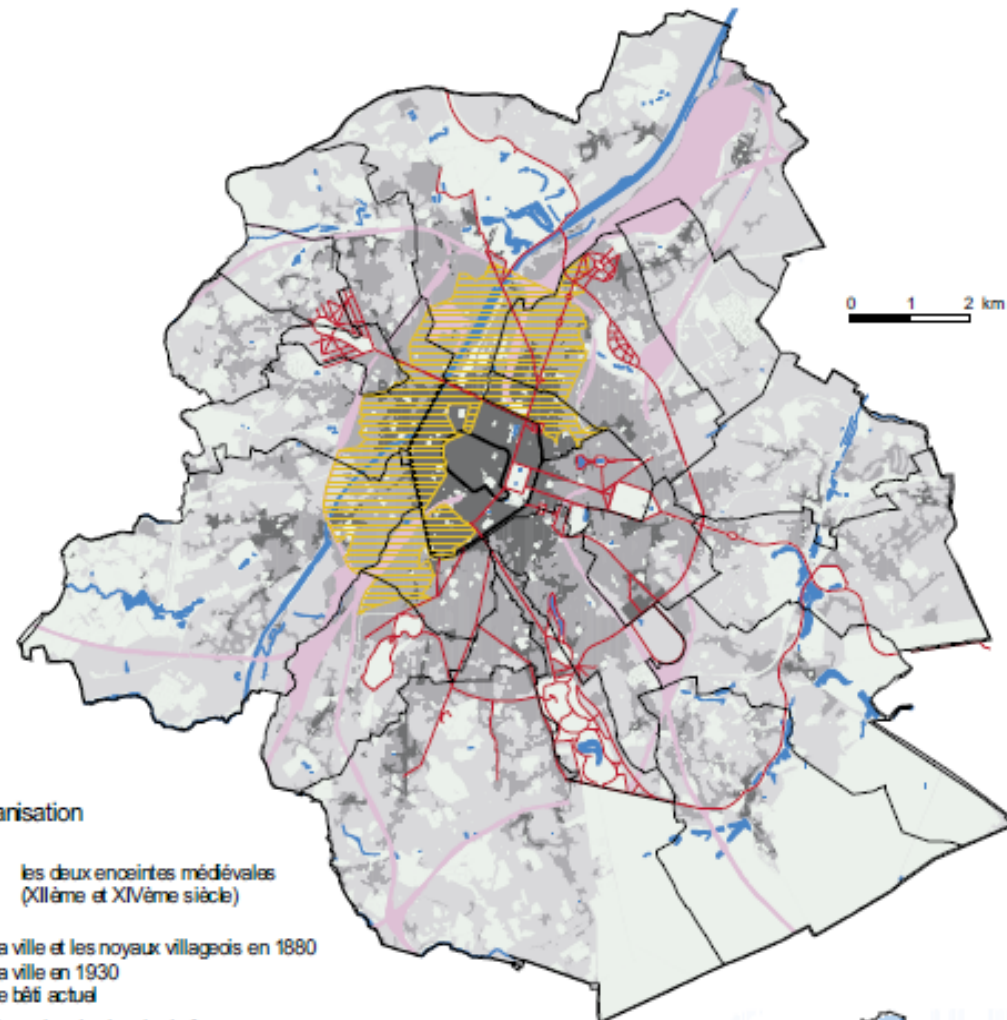 0 1 2 km
anisation
les deux enceintes médiévales
(XIIème et XIVème siècle)
a ville et les noyaux villageois en 1880
a ville en 1930
e bâti actuel